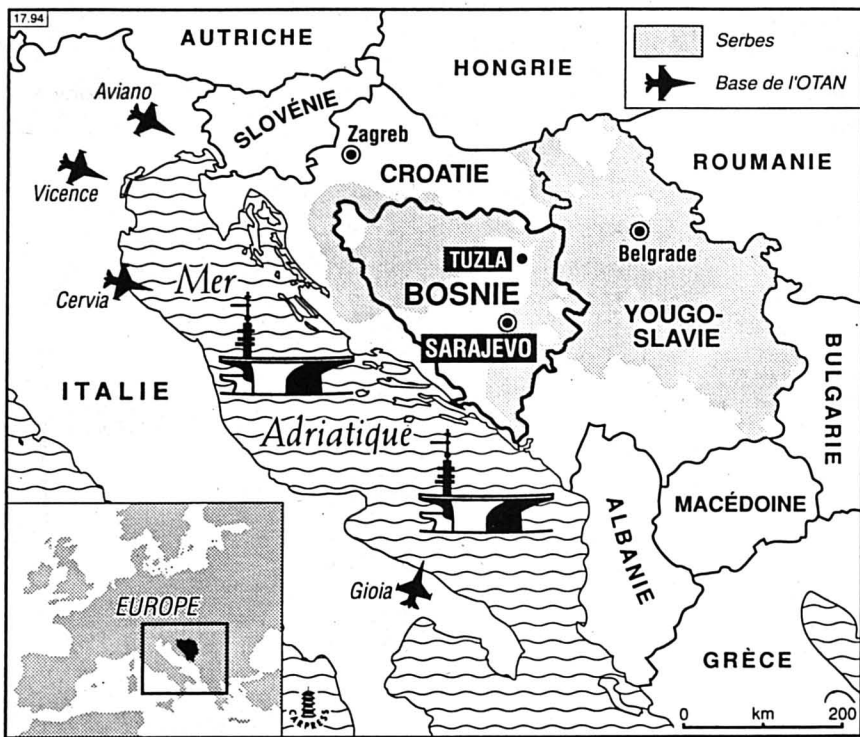 17.94
AUTRICHE
HONGRIE
Serbes
Base de l'OTAN
Aviano
SLOVÉNIE
Zagreb
CROATIE
ROUMANIE
Vicence
TUZLA
Belgrade
Cervia
Mer
BOSNIE
YOUGO-
SLAVIE
SARAJEVO
BULGARIE
ITALIE
Adriatique
MACÉDOINE
ALBANIE
Gioia
EUROPE
GRÈCE
CARPRESS
0 km 200